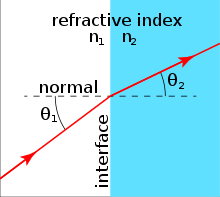 refractive index
n₁ n₂
normal
θ₁
θ₂
interface